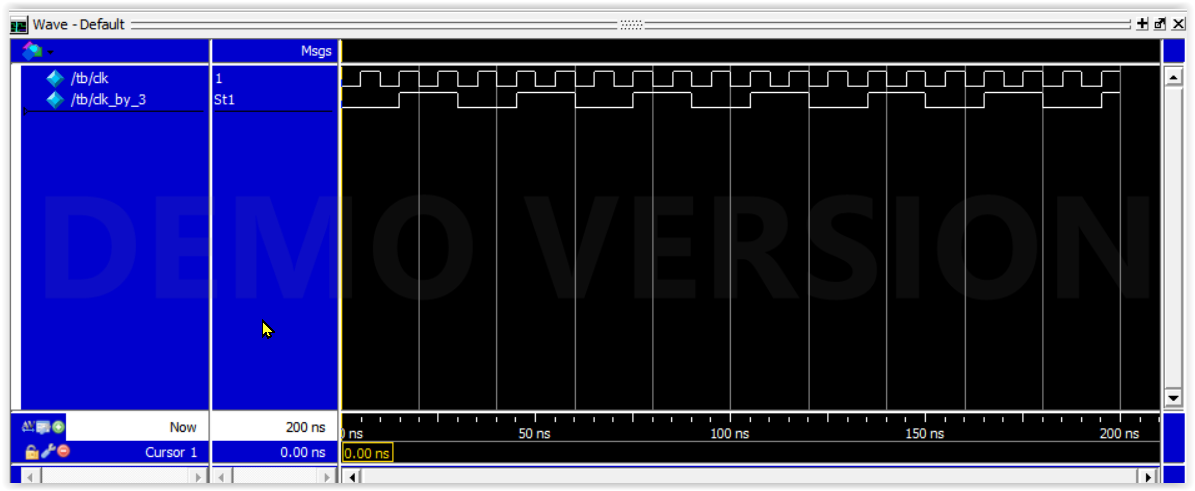 Wave - Default
Msgs
/tb/clk 1
/tb/clk_by_3 St1
DEMO VERSION
Now 200 ns ns 50 ns 100 ns 150 ns 200 ns
Cursor 1 0.00 ns 0.00 ns